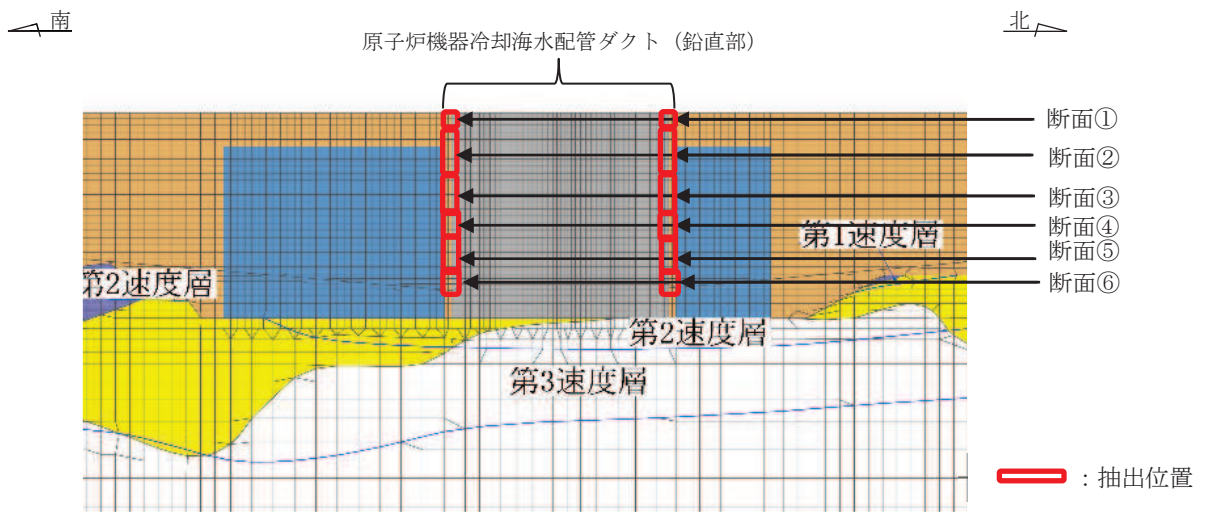 南
北
原子炉機器冷却海水配管ダクト（鉛直部）
断面①
断面②
断面③
断面④
断面⑤
断面⑥
第1速度層
第2速度層
第2速度層
第3速度層
：抽出位置